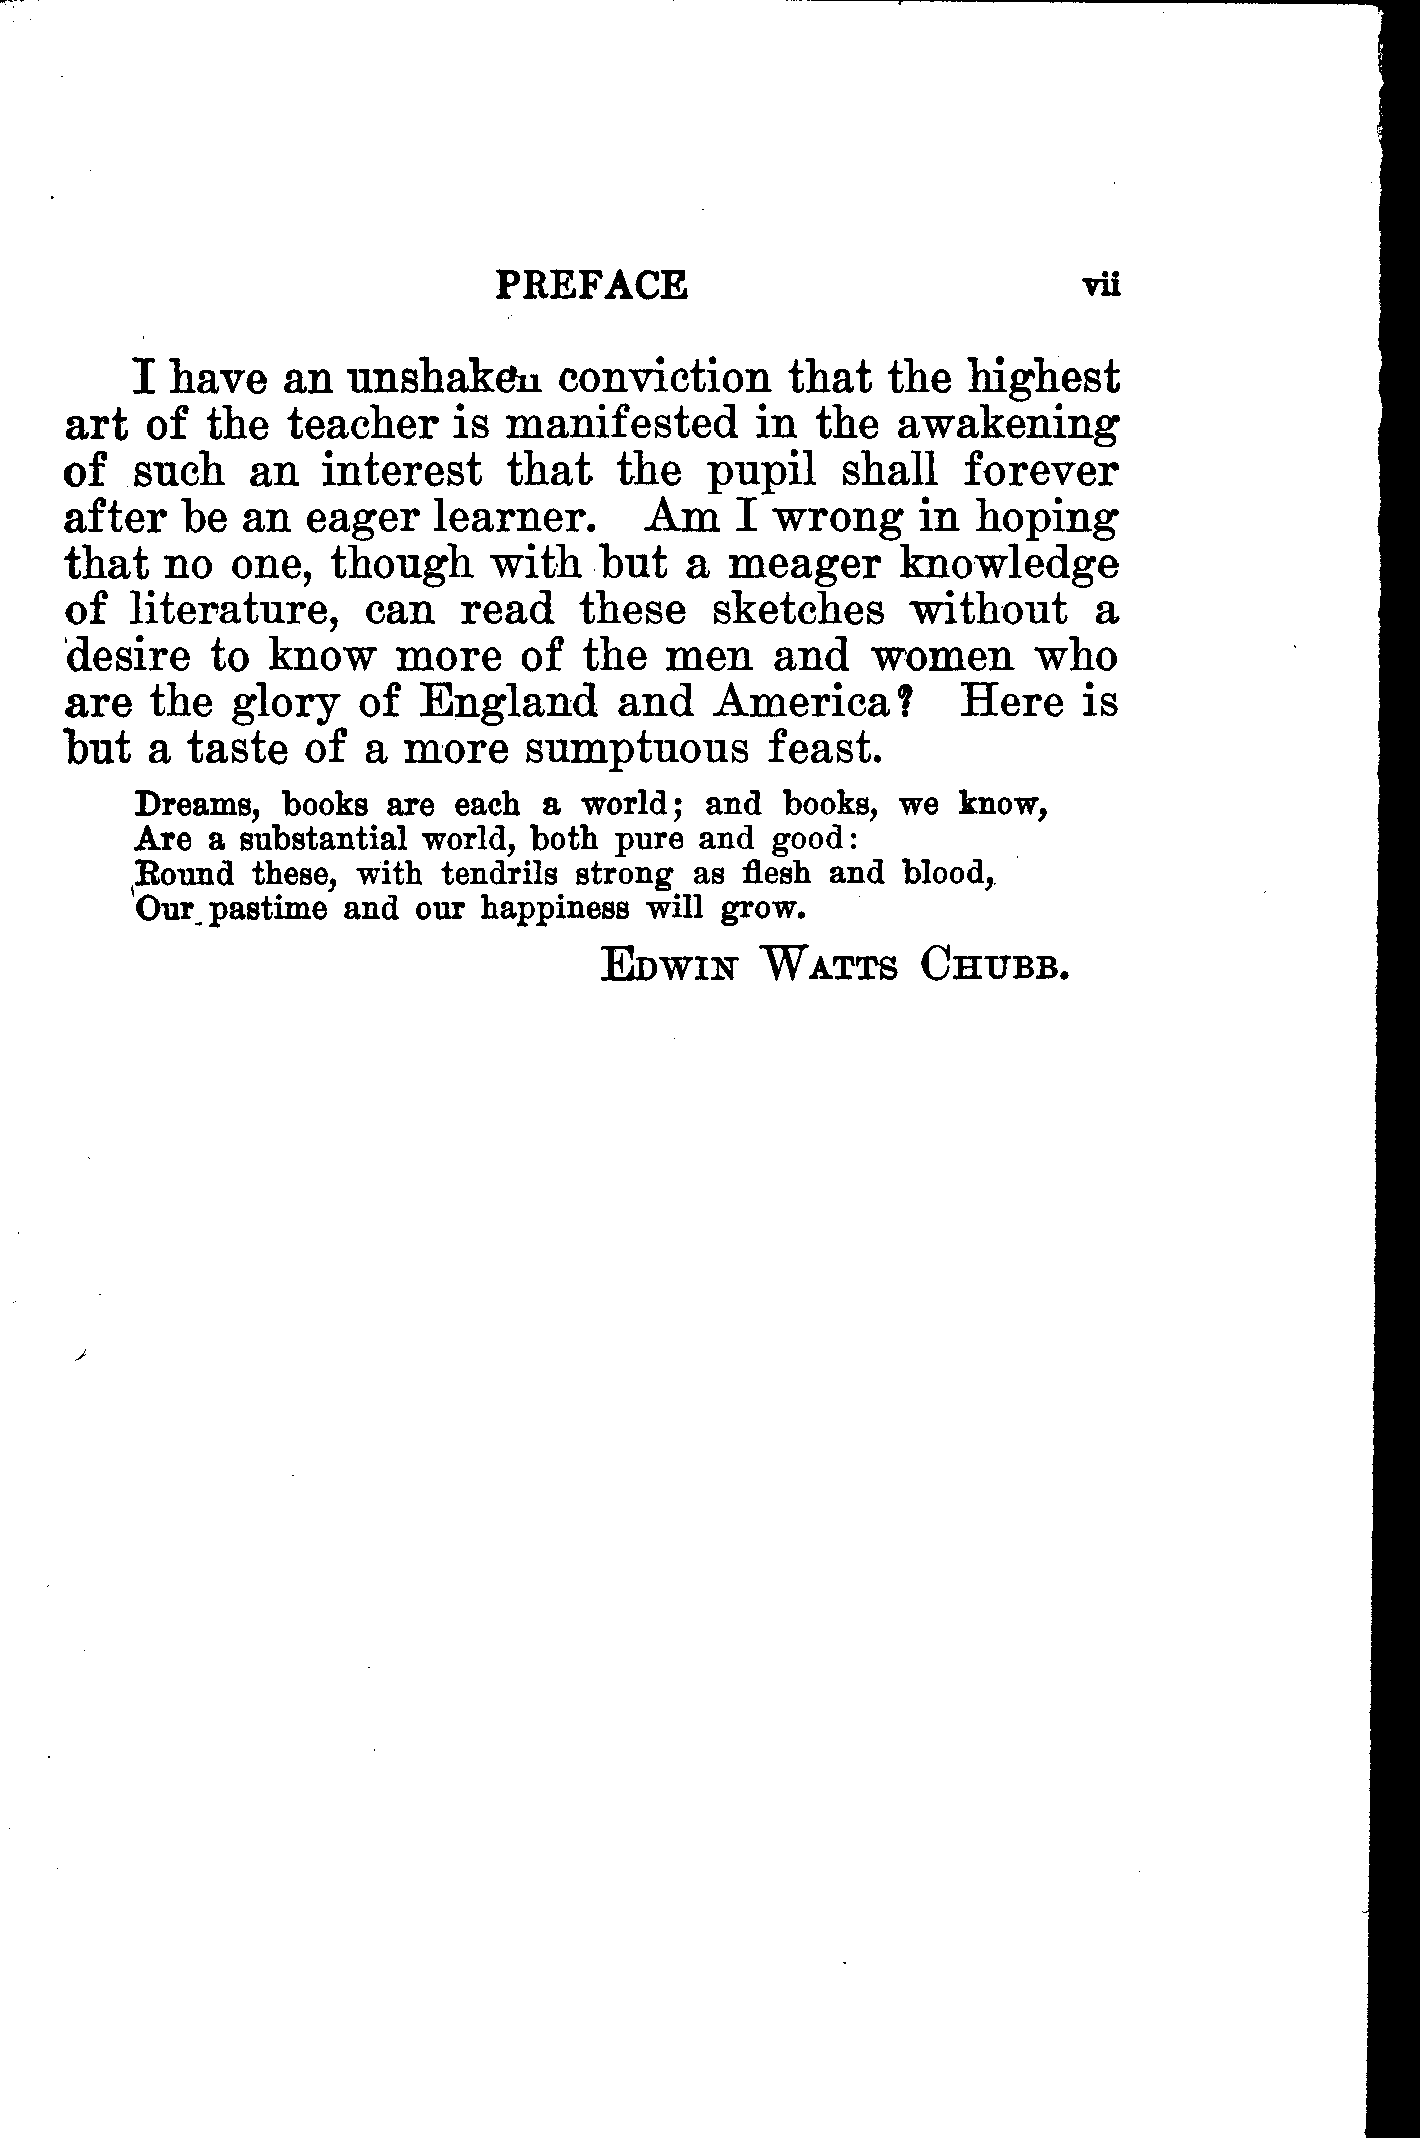 PREFACE vii
I have an unshaken conviction that the highest
art of the teacher is manifested in the awakening
of such an interest that the pupil shall forever
after be an eager learner. Am I wrong in hoping
that no one, though with but a meager knowledge
of literature, can read these sketches without a
desire to know more of the men and women who
are the glory of England and America? Here is
but a taste of a more sumptuous feast.
Dreams, books are each a world; and books, we know,
Are a substantial world, both pure and good:
Round these, with tendrils strong as flesh and blood,
Our pastime and our happiness will grow.
EDWIN WATTS CHUBB.